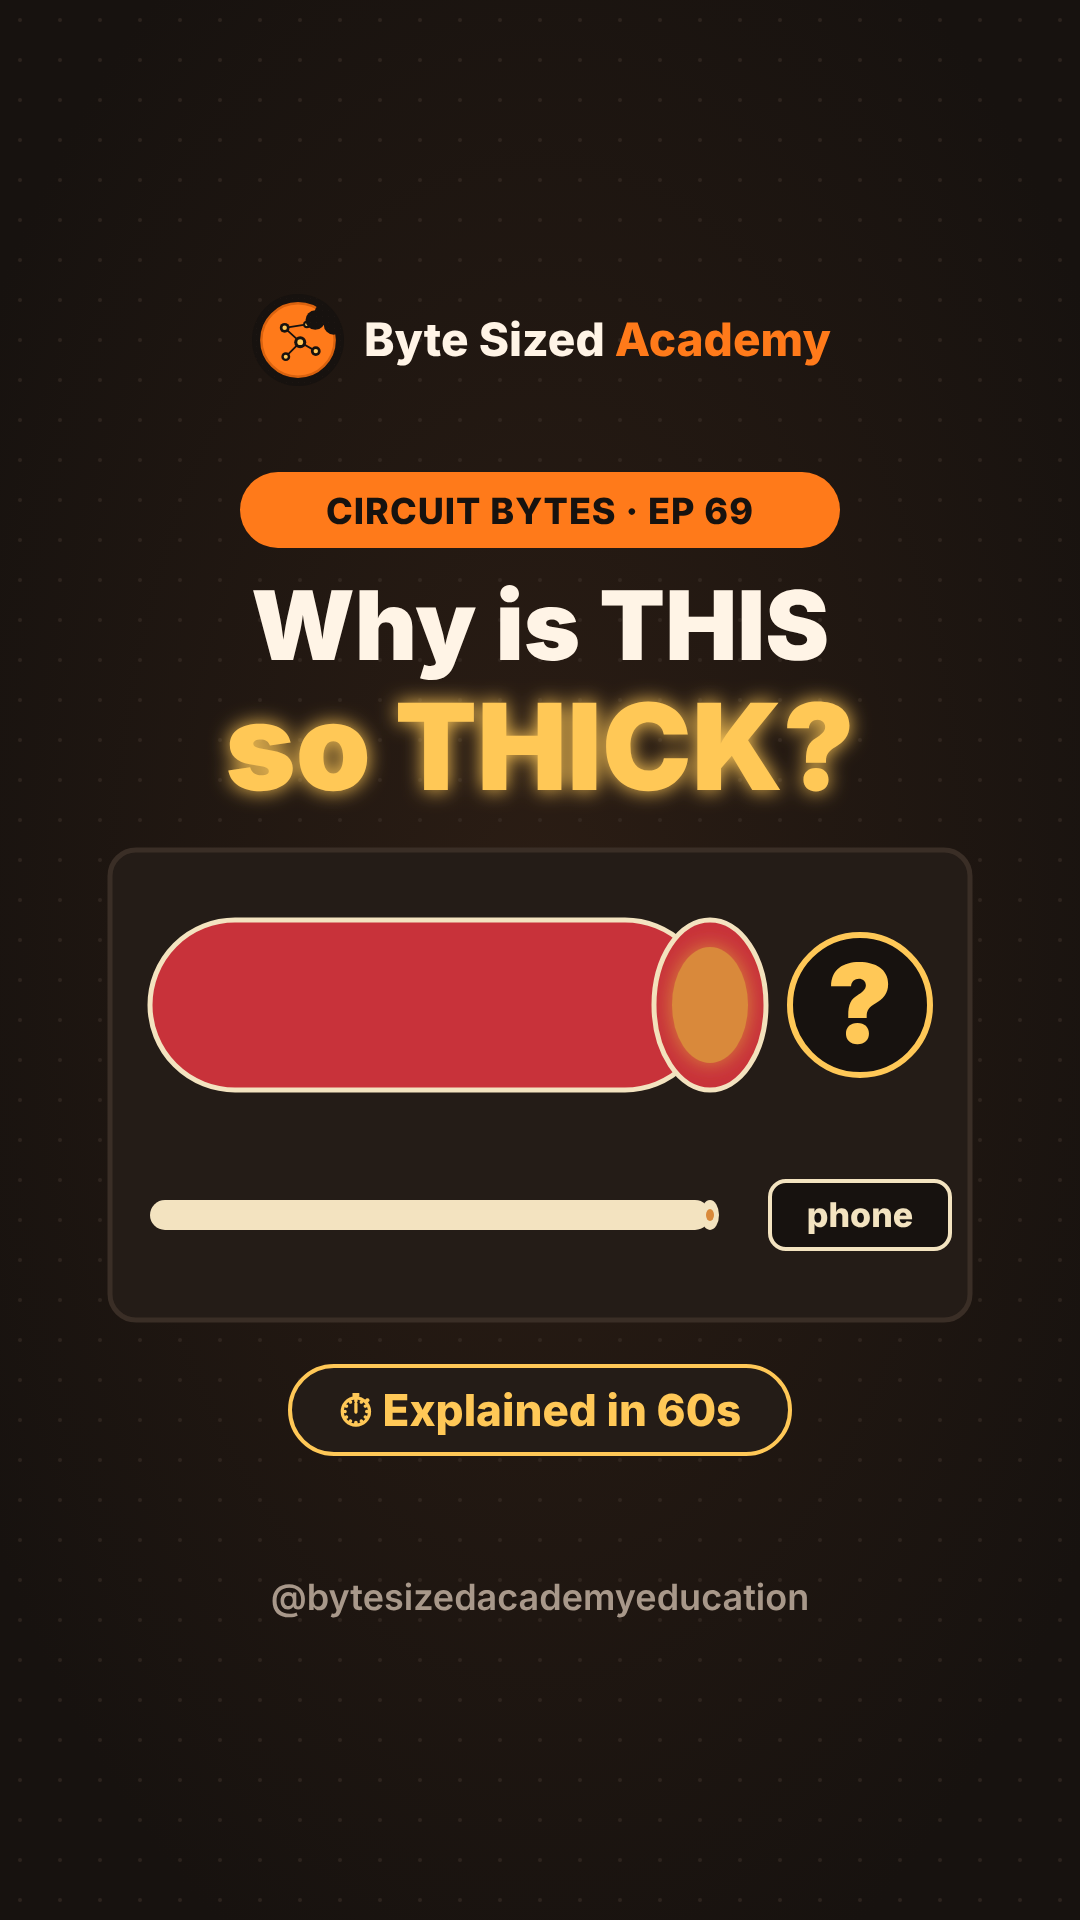 Byte Sized Academy
CIRCUIT BYTES · EP 69
Why is THIS
so THICK?
?
phone
⏱ Explained in 60s
@bytesizedacademyeducation